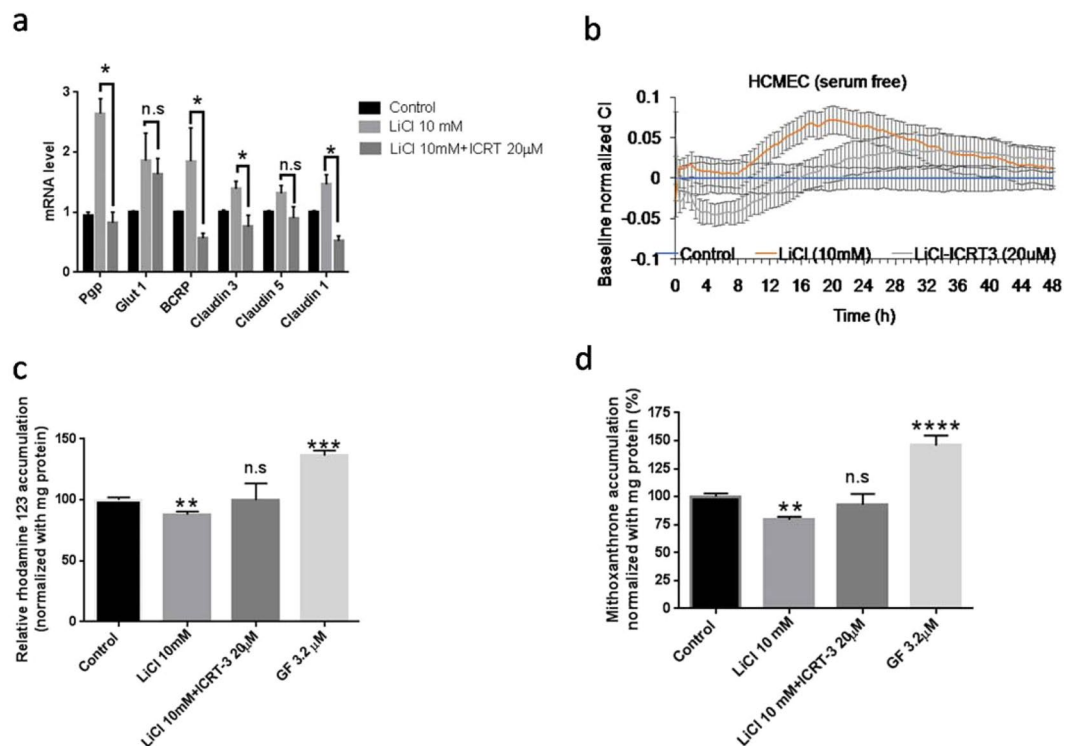 a
mRNA level
3
2
1
0
*
n.s
*
*
n.s
*
Pgp
Glut 1
BCRP
Claudin 3
Claudin 5
Claudin 1
Control
LiCl 10 mM
LiCl 10mM+ICRT 20µM
b
HCMEC (serum free)
Baseline normalized CI
0.1
0.05
0
-0.05
-0.1
Control
LiCl (10mM)
LiCl-ICRT3 (20uM)
0 4 8 12 16 20 24 28 32 36 40 44 48
Time (h)
c
Relative rhodamine 123 accumulation
(normalized with mg protein)
150
100
50
0
**
n.s
***
Control
LiCl 10mM
LiCl 10mM+ICRT-3 20µM
GF 3.2 µM
d
Mithoxanthrone accumulation
normalized with mg protein (%)
175
150
125
100
75
50
25
0
**
n.s
****
Control
LiCl 10 mM
LiCl 10 mM+ICRT-3 20µM
GF 3.2µM